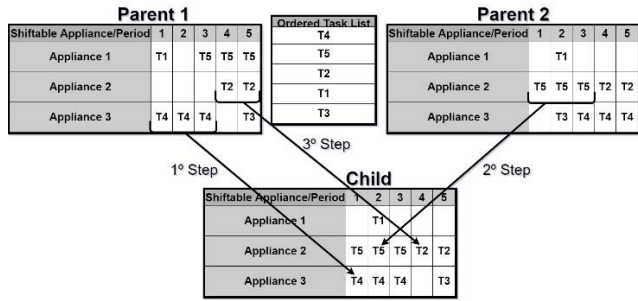 Parent 1
Shiftable Appliance/Period 1 2 3 4 5
Appliance 1 T1 T5 T5 T5
Appliance 2 T2 T2
Appliance 3 T4 T4 T4 T3
Ordered Task List
T4
T5
T2
T1
T3
Parent 2
Shiftable Appliance/Period 1 2 3 4 5
Appliance 1 T1
Appliance 2 T5 T5 T5 T2 T2
Appliance 3 T3 T4 T4 T4
1º Step
3º Step
2º Step
Child
Shiftable Appliance/Period 1 2 3 4 5
Appliance 1 T1
Appliance 2 T5 T5 T5 T2 T2
Appliance 3 T4 T4 T4 T3